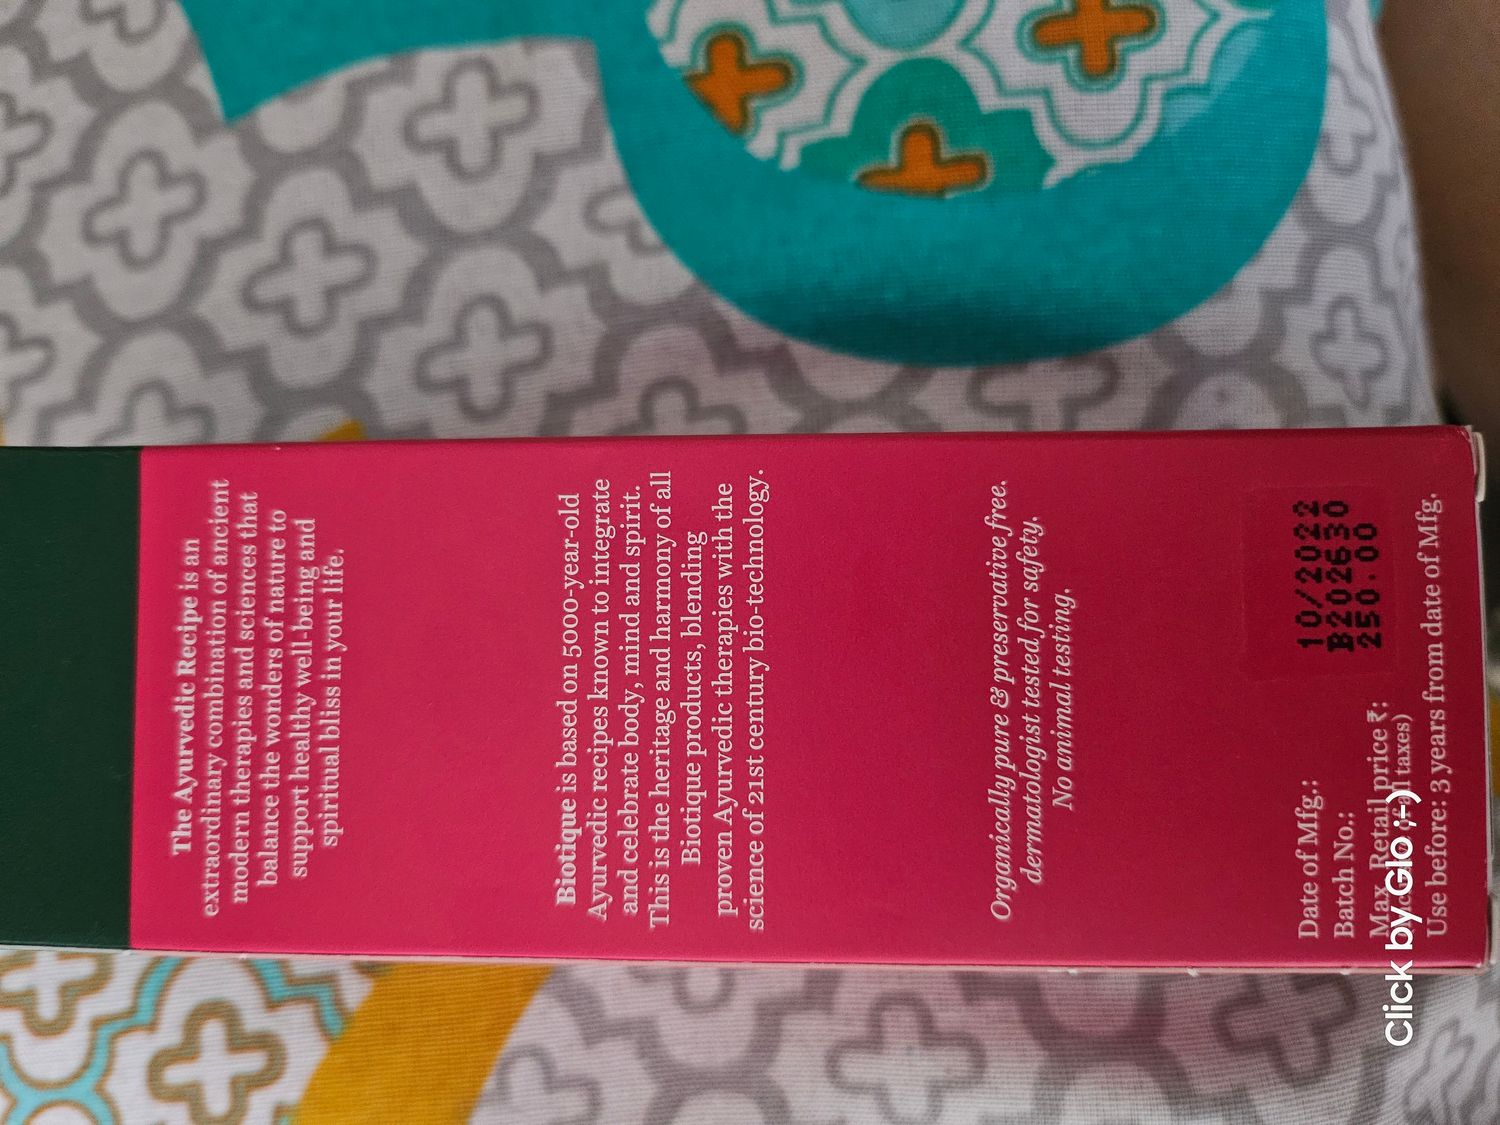 The Ayurvedic Recipe is an
extraordinary combination of ancient
modern therapies and sciences that
balance the wonders of nature to
support healthy well-being and
spiritual bliss in your life.
Biotique is based on 5000-year-old
Ayurvedic recipes known to integrate
and celebrate body, mind and spirit.
This is the heritage and harmony of all
Biotique products, blending
proven Ayurvedic therapies with the
science of 21st century bio-technology.
Organically pure & preservative free.
dermatologist tested for safety.
No animal testing.
Date of Mfg.: 10/2022
Batch No.: B202630
Max. Retail price ₹: 250.00
all taxes)
Use before: 3 years from date of Mfg.
Click by Glo ;-)